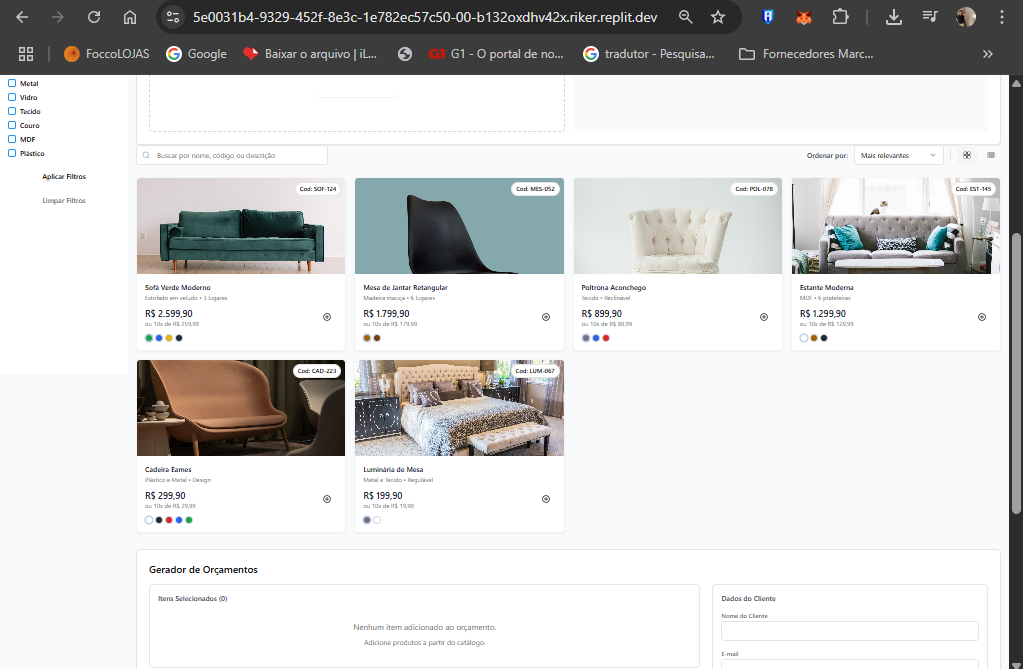 5e0031b4-9329-452f-8e3c-1e782ec57c50-00-b132oxdhv42x.riker.replit.dev
FoccoLOJAS
Google
Baixar o arquivo | iL...
G1 G1 - O portal de no...
tradutor - Pesquisa...
Fornecedores Marc...
Metal
Vidro
Tecido
Couro
MDF
Plástico
Aplicar Filtros
Limpar Filtros
Buscar por nome, código ou descrição
Ordenar por: Mais relevantes
Cod: SOF-124
Sofá Verde Moderno
Estofado em veludo • 3 lugares
R$ 2.599,90
ou 10x de R$ 259,99
Cod: MES-052
Mesa de Jantar Retangular
Madeira maciça • 6 lugares
R$ 1.799,90
ou 10x de R$ 179,99
Cod: POL-078
Poltrona Aconchego
Tecido • Reclinável
R$ 899,90
ou 10x de R$ 89,99
Cod: EST-145
Estante Moderna
MDF • 6 prateleiras
R$ 1.299,90
ou 10x de R$ 129,99
Cod: CAD-223
Cadeira Eames
Plástico e Metal • Design
R$ 299,90
ou 10x de R$ 29,99
Cod: LUM-067
Luminária de Mesa
Metal e Tecido • Regulável
R$ 199,90
ou 10x de R$ 19,99
Gerador de Orçamentos
Itens Selecionados (0)
Nenhum item adicionado ao orçamento.
Adicione produtos a partir do catálogo.
Dados do Cliente
Nome do Cliente
E-mail